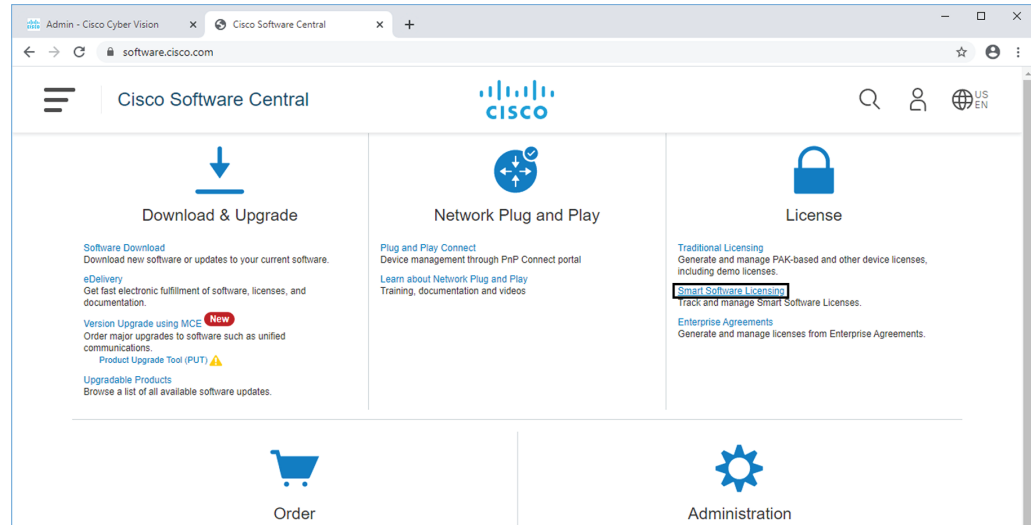 Admin - Cisco Cyber Vision
Cisco Software Central
software.cisco.com
Cisco Software Central
CISCO
US
EN
Download & Upgrade
Software Download
Download new software or updates to your current software.
eDelivery
Get fast electronic fulfillment of software, licenses, and
documentation.
Version Upgrade using MCE New
Order major upgrades to software such as unified
communications.
Product Upgrade Tool (PUT)
Upgradable Products
Browse a list of all available software updates.
Network Plug and Play
Plug and Play Connect
Device management through PnP Connect portal
Learn about Network Plug and Play
Training, documentation and videos
License
Traditional Licensing
Generate and manage PAK-based and other device licenses,
including demo licenses.
Smart Software Licensing
Track and manage Smart Software Licenses.
Enterprise Agreements
Generate and manage licenses from Enterprise Agreements.
Order
Administration